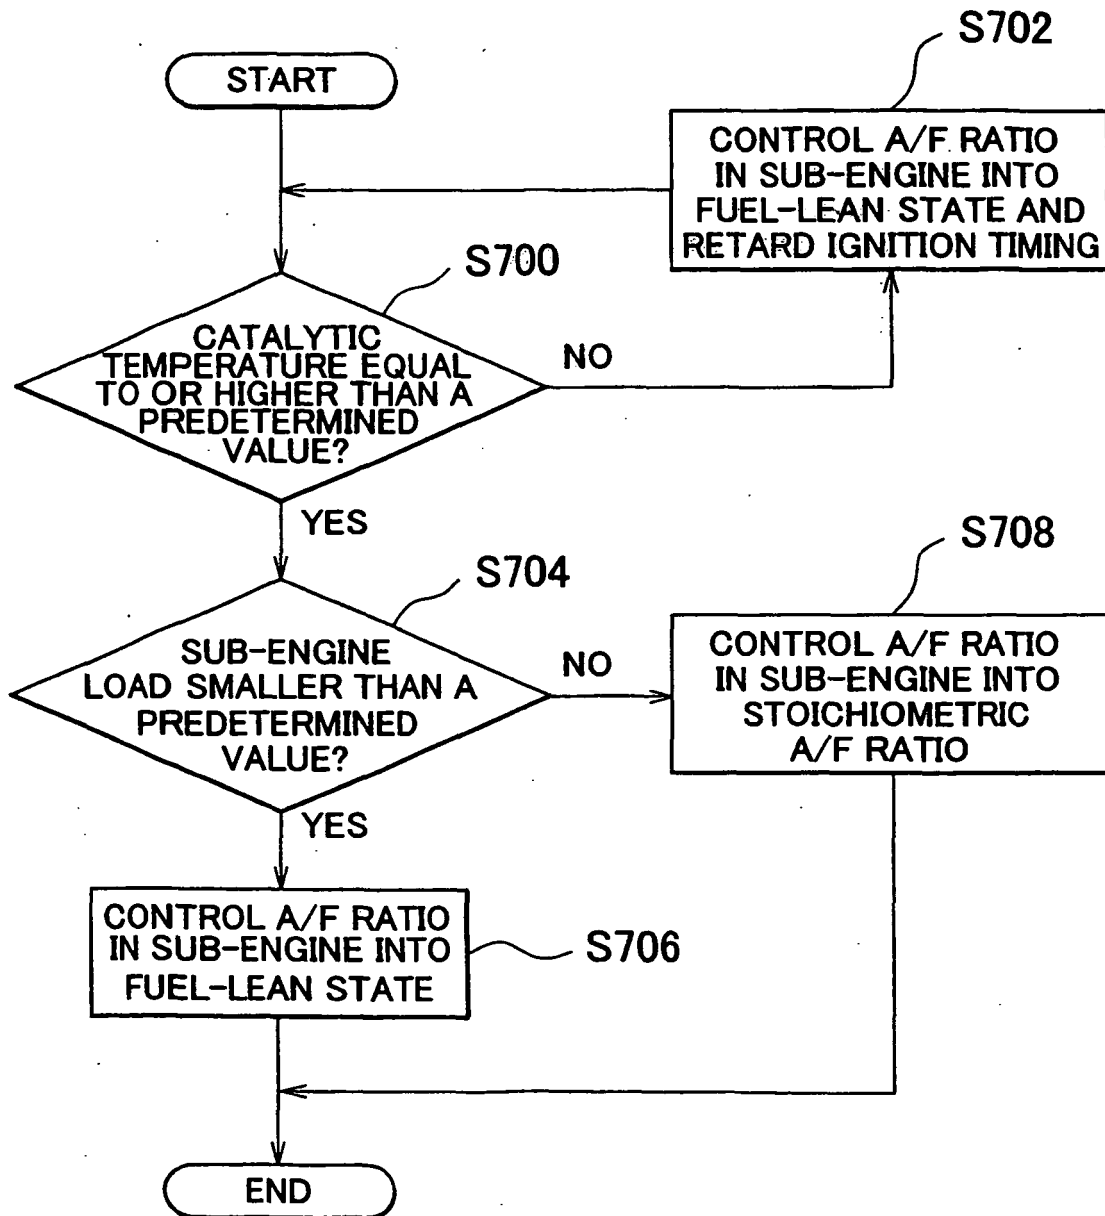 START
S702
CONTROL A/F RATIO
IN SUB-ENGINE INTO
FUEL-LEAN STATE AND
RETARD IGNITION TIMING
S700
CATALYTIC
TEMPERATURE EQUAL
TO OR HIGHER THAN A
PREDETERMINED
VALUE?
NO
YES
S704
SUB-ENGINE
LOAD SMALLER THAN A
PREDETERMINED
VALUE?
NO
S708
CONTROL A/F RATIO
IN SUB-ENGINE INTO
STOICHIOMETRIC
A/F RATIO
YES
CONTROL A/F RATIO
IN SUB-ENGINE INTO
FUEL-LEAN STATE
S706
END